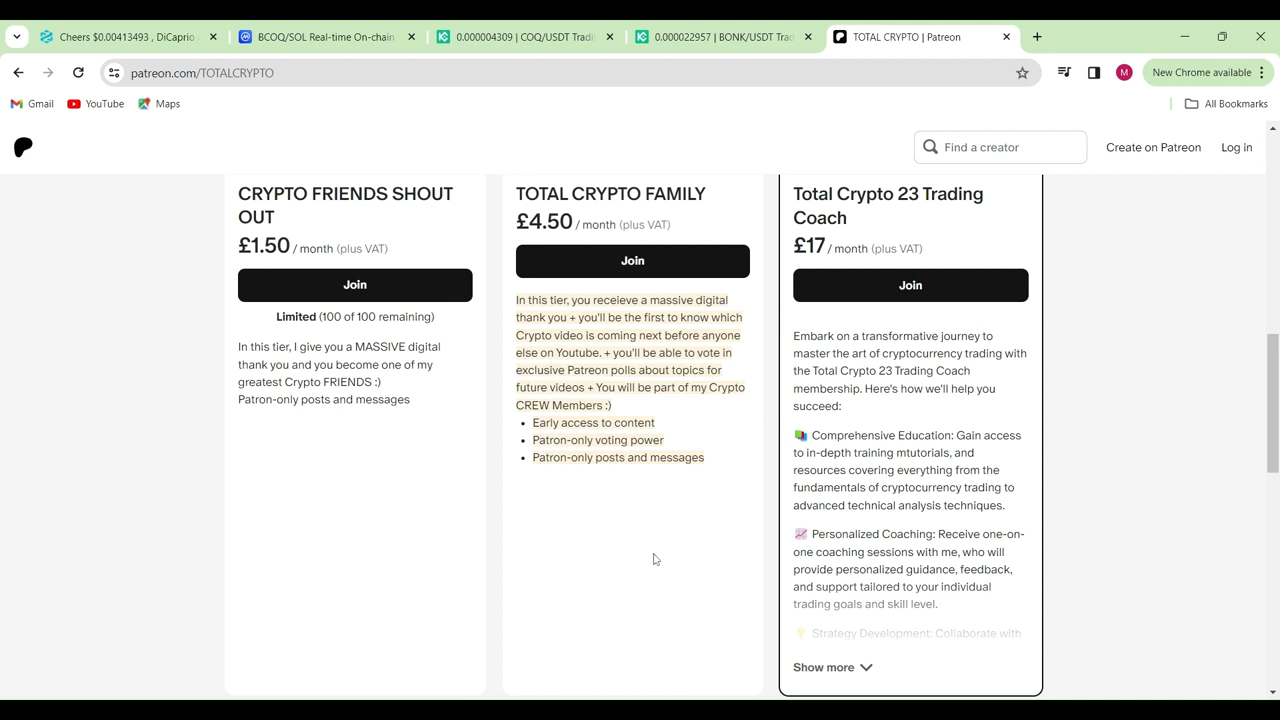 Cheers $0.00413493 , DiCaprio
BCOQ/SOL Real-time On-chain
0.000004309 | COQ/USDT Tradi
0.000022957 | BONK/USDT Trad
TOTAL CRYPTO | Patreon
patreon.com/TOTALCRYPTO
M
New Chrome available
Gmail
YouTube
Maps
All Bookmarks
Find a creator
Create on Patreon
Log in
CRYPTO FRIENDS SHOUT
OUT
£1.50 / month (plus VAT)
Join
Limited (100 of 100 remaining)
In this tier, I give you a MASSIVE digital
thank you and you become one of my
greatest Crypto FRIENDS :)
Patron-only posts and messages
TOTAL CRYPTO FAMILY
£4.50 / month (plus VAT)
Join
In this tier, you receieve a massive digital
thank you + you'll be the first to know which
Crypto video is coming next before anyone
else on Youtube. + you'll be able to vote in
exclusive Patreon polls about topics for
future videos + You will be part of my Crypto
CREW Members :)
• Early access to content
• Patron-only voting power
• Patron-only posts and messages
Total Crypto 23 Trading
Coach
£17 / month (plus VAT)
Join
Embark on a transformative journey to
master the art of cryptocurrency trading with
the Total Crypto 23 Trading Coach
membership. Here's how we'll help you
succeed:
📚 Comprehensive Education: Gain access
to in-depth training mtutorials, and
resources covering everything from the
fundamentals of cryptocurrency trading to
advanced technical analysis techniques.
📈 Personalized Coaching: Receive one-on-
one coaching sessions with me, who will
provide personalized guidance, feedback,
and support tailored to your individual
trading goals and skill level.
💡 Strategy Development: Collaborate with
Show more